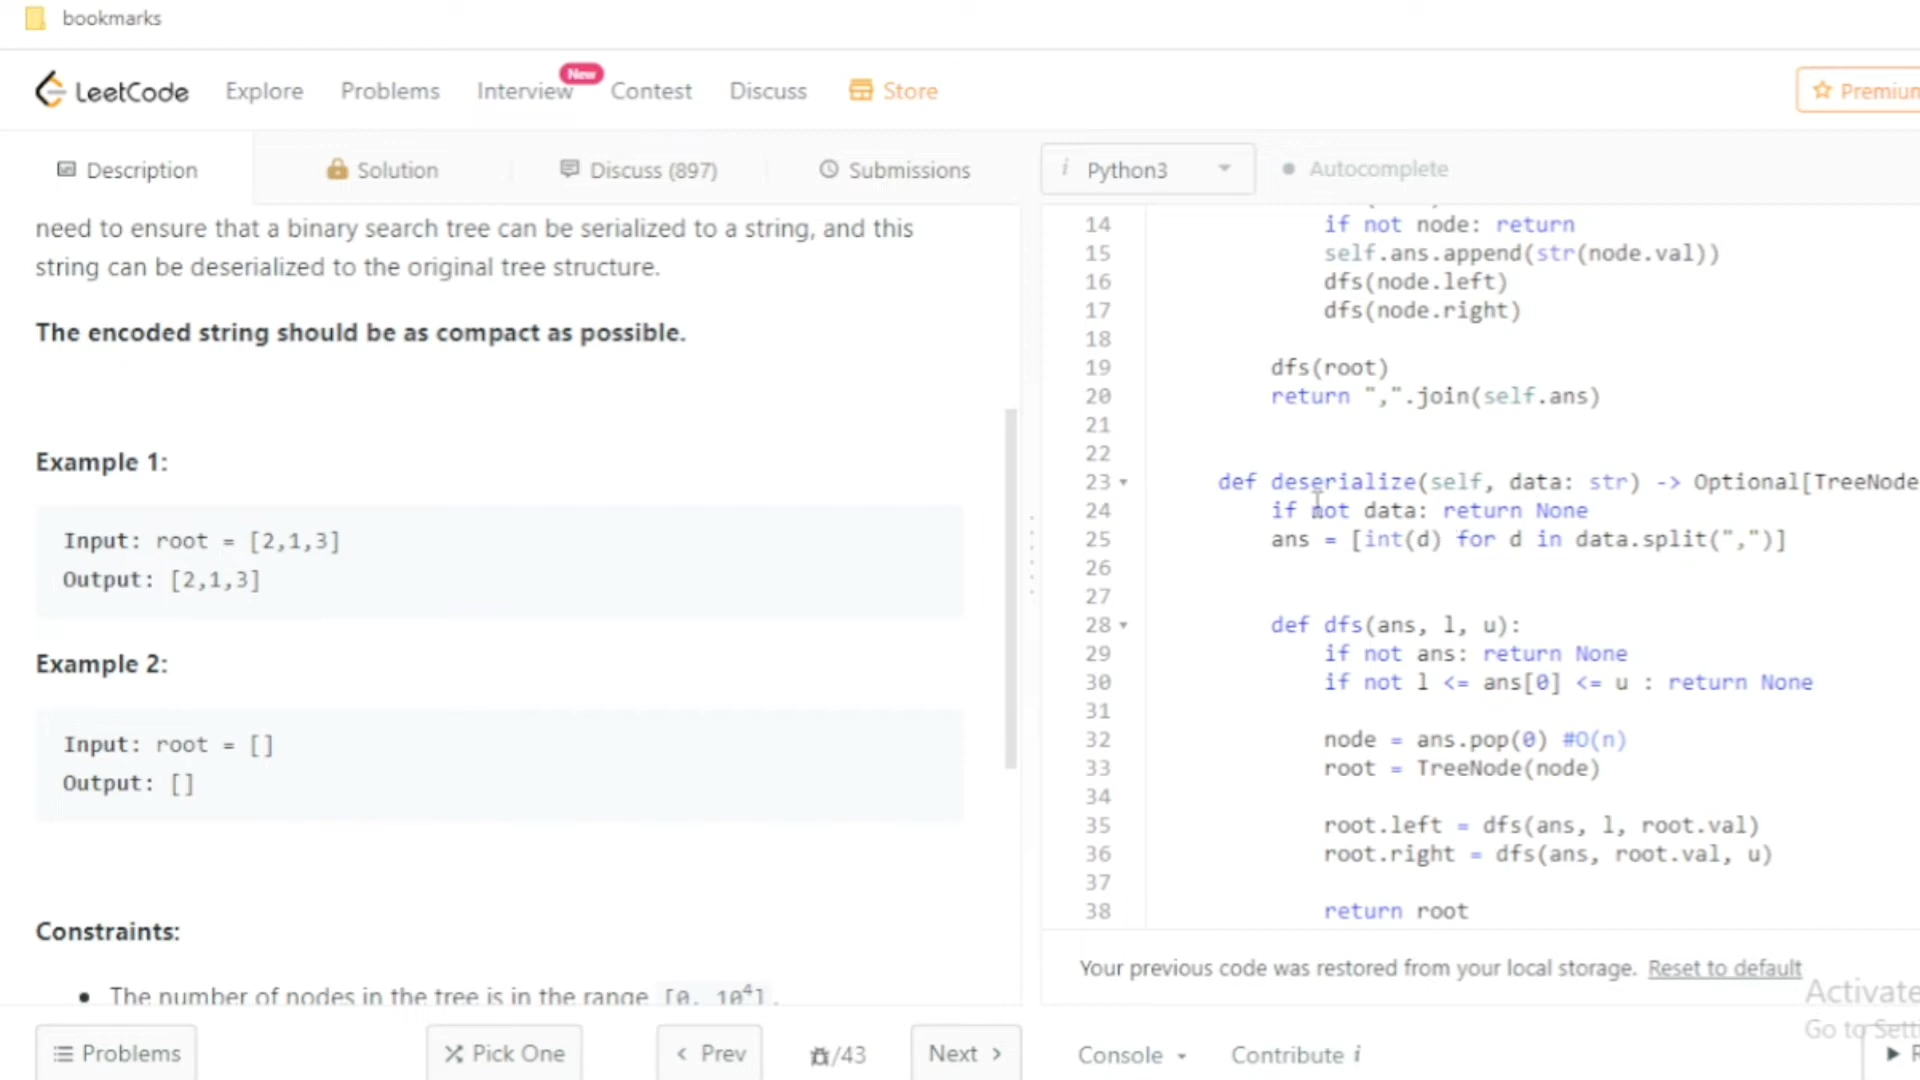 bookmarks
LeetCode Explore Problems Interview New Contest Discuss Store Premium
Description Solution Discuss (897) Submissions
need to ensure that a binary search tree can be serialized to a string, and this
string can be deserialized to the original tree structure.
The encoded string should be as compact as possible.
Example 1:
Input: root = [2,1,3]
Output: [2,1,3]
Example 2:
Input: root = []
Output: []
Constraints:
• The number of nodes in the tree is in the range [0, 10⁴].
Problems Pick One < Prev /43 Next >
i Python3 Autocomplete
14 if not node: return
15 self.ans.append(str(node.val))
16 dfs(node.left)
17 dfs(node.right)
18
19 dfs(root)
20 return ",".join(self.ans)
21
22
23 def deserialize(self, data: str) -> Optional[TreeNode
24 if not data: return None
25 ans = [int(d) for d in data.split(",")]
26
27
28 def dfs(ans, l, u):
29 if not ans: return None
30 if not l <= ans[0] <= u : return None
31
32 node = ans.pop(0) #O(n)
33 root = TreeNode(node)
34
35 root.left = dfs(ans, l, root.val)
36 root.right = dfs(ans, root.val, u)
37
38 return root
Your previous code was restored from your local storage. Reset to default
Activate
Go to Setti
Console Contribute i